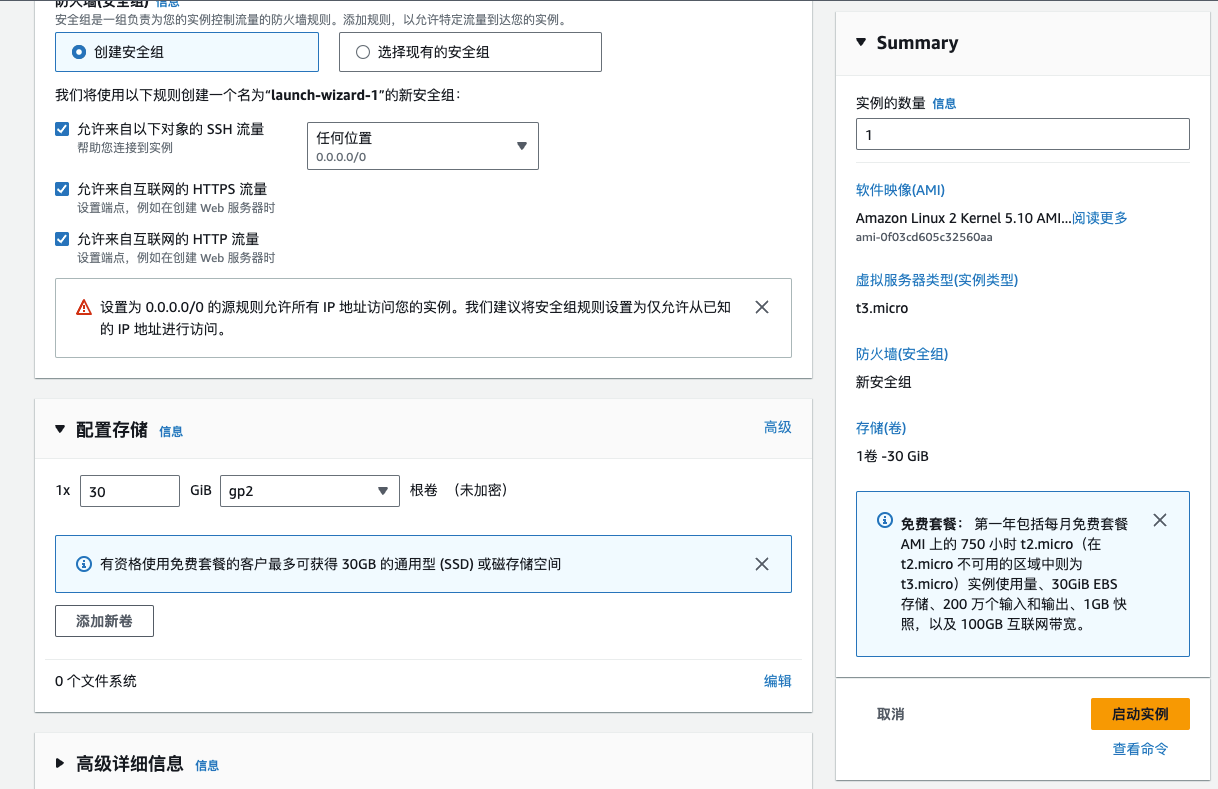 防火墙(安全组) 信息
安全组是一组负责为您的实例控制流量的防火墙规则。添加规则，以允许特定流量到达您的实例。
创建安全组
选择现有的安全组
我们将使用以下规则创建一个名为“launch-wizard-1”的新安全组：
允许来自以下对象的 SSH 流量
帮助您连接到实例
任何位置
0.0.0.0/0
允许来自互联网的 HTTPS 流量
设置端点，例如在创建 Web 服务器时
允许来自互联网的 HTTP 流量
设置端点，例如在创建 Web 服务器时
设置为 0.0.0.0/0 的源规则允许所有 IP 地址访问您的实例。我们建议将安全组规则设置为仅允许从已知
的 IP 地址进行访问。
配置存储 信息
高级
1x 30 GiB gp2 根卷 （未加密）
有资格使用免费套餐的客户最多可获得 30GB 的通用型 (SSD) 或磁存储空间
添加新卷
0 个文件系统
编辑
高级详细信息 信息
Summary
实例的数量 信息
1
软件映像(AMI)
Amazon Linux 2 Kernel 5.10 AMI...阅读更多
ami-0f03cd605c32560aa
虚拟服务器类型(实例类型)
t3.micro
防火墙(安全组)
新安全组
存储(卷)
1卷 -30 GiB
免费套餐： 第一年包括每月免费套餐
AMI 上的 750 小时 t2.micro（在
t2.micro 不可用的区域中则为
t3.micro）实例使用量、30GiB EBS
存储、200 万个输入和输出、1GB 快
照，以及 100GB 互联网带宽。
取消
启动实例
查看命令